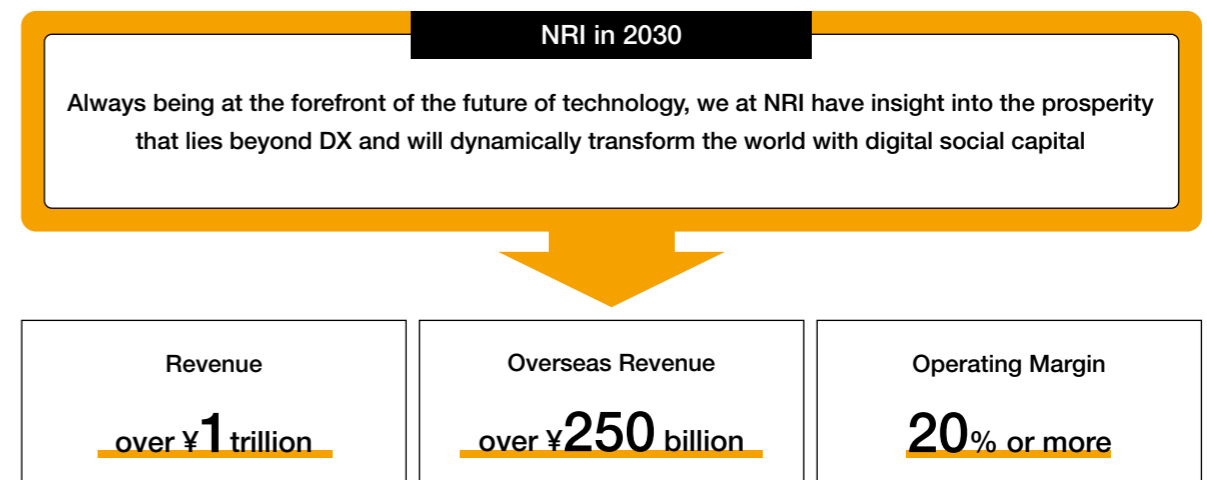 NRI in 2030
Always being at the forefront of the future of technology, we at NRI have insight into the prosperity
that lies beyond DX and will dynamically transform the world with digital social capital
Revenue
over ¥1 trillion
Overseas Revenue
over ¥250 billion
Operating Margin
20% or more